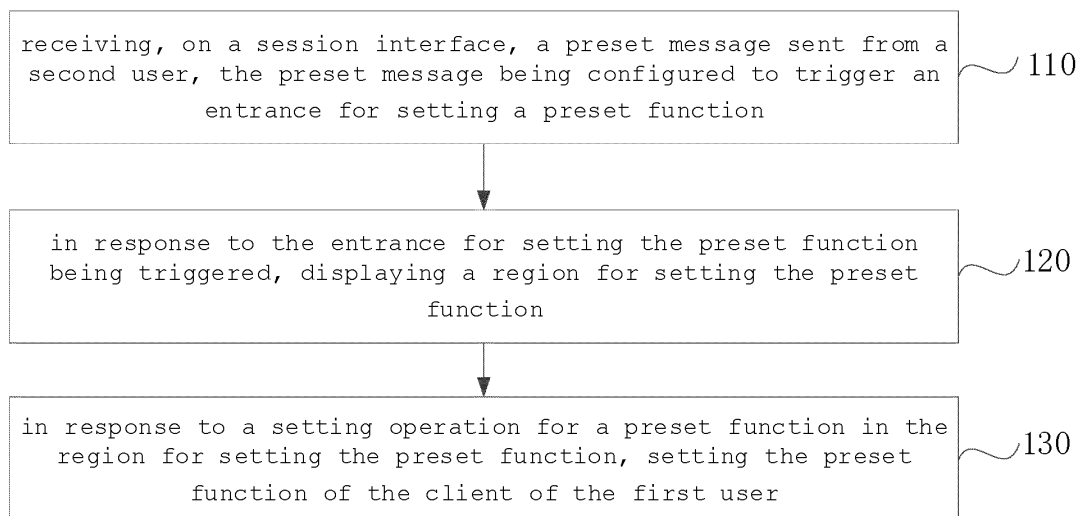 receiving, on a session interface, a preset message sent from a
second user, the preset message being configured to trigger an
entrance for setting a preset function
110
in response to the entrance for setting the preset function
being triggered, displaying a region for setting the preset
function
120
in response to a setting operation for a preset function in the
region for setting the preset function, setting the preset
function of the client of the first user
130